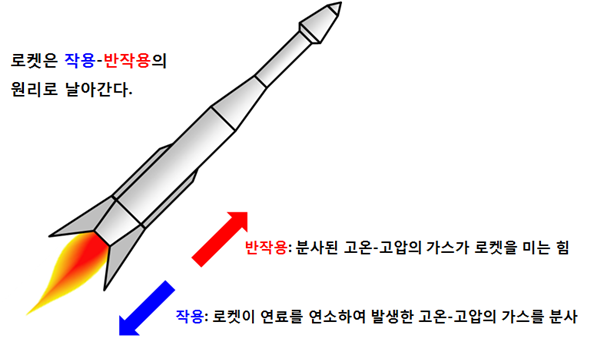 로켓은 작용-반작용의
원리로 날아간다.
반작용: 분사된 고온-고압의 가스가 로켓을 미는 힘
작용: 로켓이 연료를 연소하여 발생한 고온-고압의 가스를 분사